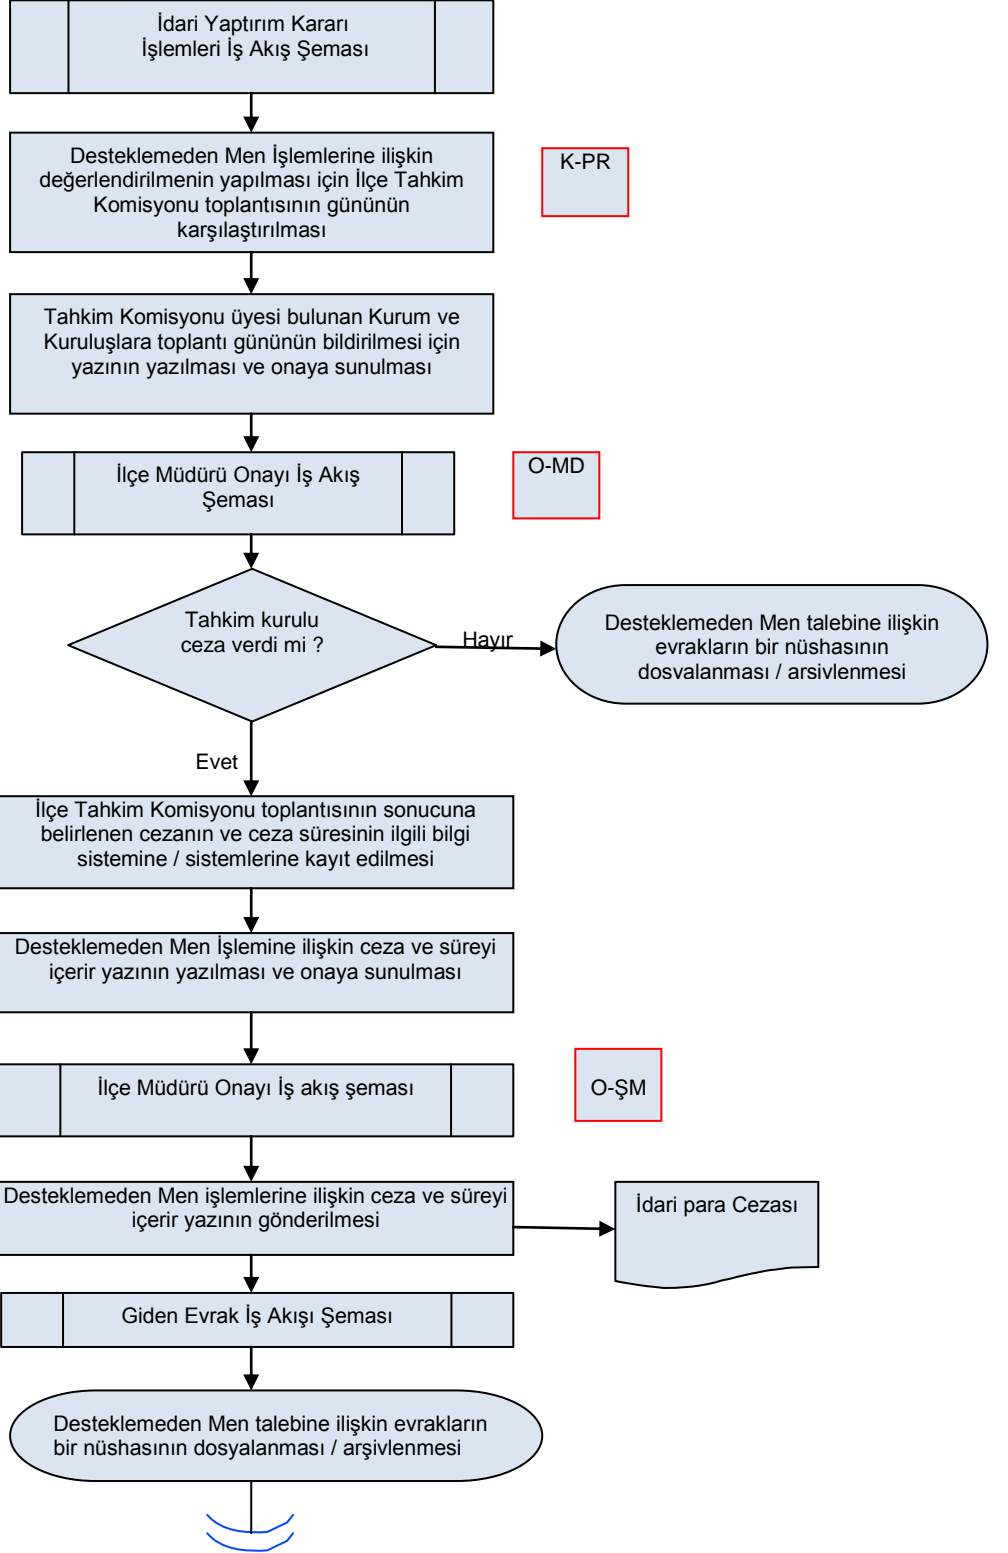 İdari Yaptırım Kararı
İşlemleri İş Akış Şeması
Desteklemeden Men İşlemlerine ilişkin
değerlendirilmenin yapılması için İlçe Tahkim
Komisyonu toplantısının gününün
karşılaştırılması
K-PR
Tahkim Komisyonu üyesi bulunan Kurum ve
Kuruluşlara toplantı gününün bildirilmesi için
yazının yazılması ve onaya sunulması
İlçe Müdürü Onayı İş Akış
Şeması
O-MD
Tahkim kurulu
ceza verdi mi ?
Hayır
Desteklemeden Men talebine ilişkin
evrakların bir nüshasının
dosvalanması / arsivlenmesi
Evet
İlçe Tahkim Komisyonu toplantısının sonucuna
belirlenen cezanın ve ceza süresinin ilgili bilgi
sistemine / sistemlerine kayıt edilmesi
Desteklemeden Men İşlemine ilişkin ceza ve süreyi
içerir yazının yazılması ve onaya sunulması
İlçe Müdürü Onayı İş akış şeması
O-ŞM
Desteklemeden Men işlemlerine ilişkin ceza ve süreyi
içerir yazının gönderilmesi
İdari para Cezası
Giden Evrak İş Akışı Şeması
Desteklemeden Men talebine ilişkin evrakların
bir nüshasının dosyalanması / arşivlenmesi